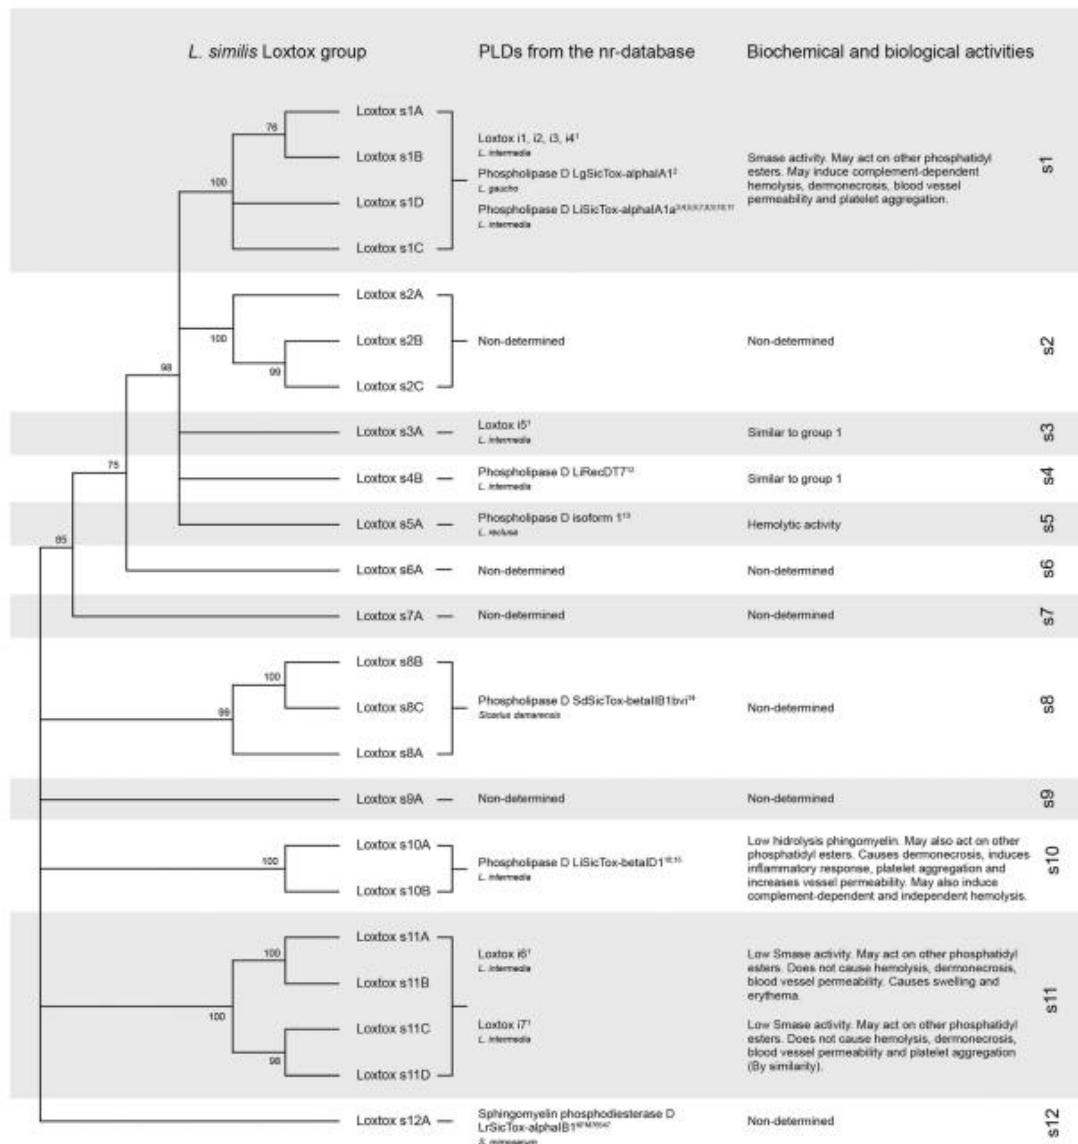 L. similis Loxtox group
PLDs from the nr-database
Biochemical and biological activities
Loxtox s1A
Loxtox s1B
Loxtox s1D
Loxtox s1C
76
100
Loxtox i1, i2, i3, i4¹
L. intermedia
Phospholipase D LgSicTox-alphaIA1²
L. gaucho
Phospholipase D LiSicTox-alphaIA1a
L. intermedia
Smase activity. May act on other phosphatidyl
esters. May induce complement-dependent
hemolysis, dermonecrosis, blood vessel
permeability and platelet aggregation.
s1
Loxtox s2A
Loxtox s2B
Loxtox s2C
100
99
Non-determined
Non-determined
s2
98
Loxtox s3A
Loxtox i5¹
L. intermedia
Similar to group 1
s3
75
Loxtox s4B
Phospholipase D LiRecDT7¹²
L. intermedia
Similar to group 1
s4
85
Loxtox s5A
Phospholipase D isoform 1¹³
L. reclusa
Hemolytic activity
s5
Loxtox s6A
Non-determined
Non-determined
s6
Loxtox s7A
Non-determined
Non-determined
s7
Loxtox s8B
Loxtox s8C
Loxtox s8A
100
99
Phospholipase D SdSicTox-betaIIB1bvi¹⁴
Sicarius damarensis
Non-determined
s8
Loxtox s9A
Non-determined
Non-determined
s9
Loxtox s10A
Loxtox s10B
100
Phospholipase D LiSicTox-betaID1
L. intermedia
Low hidrolysis phingomyelin. May also act on other
phosphatidyl esters. Causes dermonecrosis, induces
inflammatory response, platelet aggregation and
increases vessel permeability. May also induce
complement-dependent and independent hemolysis.
s10
Loxtox s11A
Loxtox s11B
Loxtox s11C
Loxtox s11D
100
100
98
Loxtox i6¹
L. intermedia
Low Smase activity. May act on other phosphatidyl
esters. Does not cause hemolysis, dermonecrosis,
blood vessel permeability. Causes swelling and
erythema.
Loxtox i7¹
L. intermedia
Low Smase activity. May act on other phosphatidyl
esters. Does not cause hemolysis, dermonecrosis,
blood vessel permeability and platelet aggregation
(By similarity).
s11
Loxtox s12A
Sphingomyelin phosphodiesterase D
LrSicTox-alphaIB1
S. mimosarum
Non-determined
s12